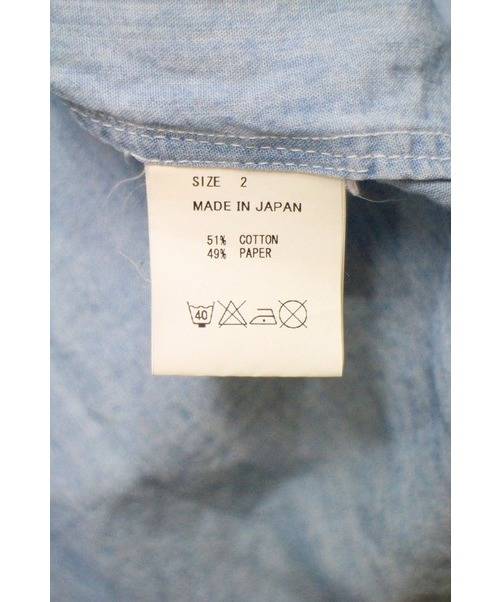 SIZE 2
MADE IN JAPAN
51% COTTON
49% PAPER
40